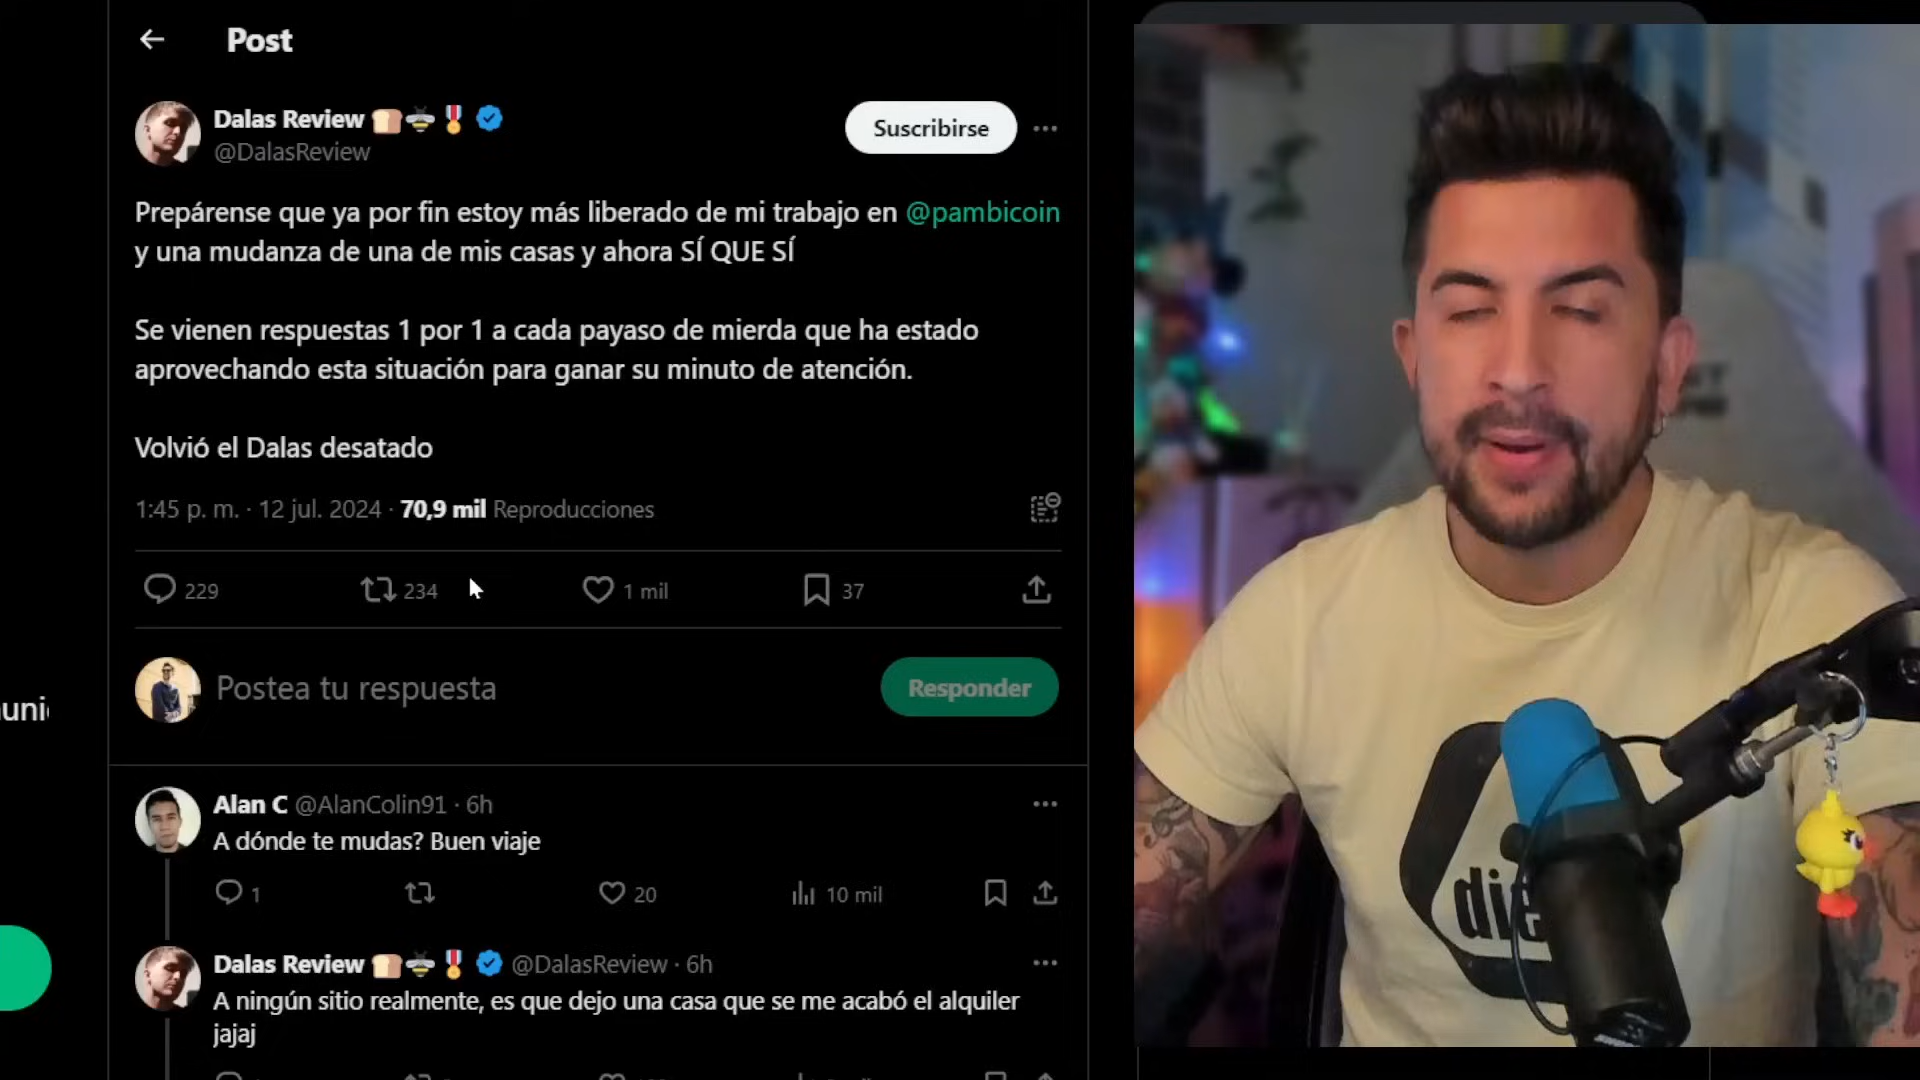 Post
Dalas Review
@DalasReview
Suscribirse
Prepárense que ya por fin estoy más liberado de mi trabajo en @pambicoin
y una mudanza de una de mis casas y ahora SÍ QUE SÍ
Se vienen respuestas 1 por 1 a cada payaso de mierda que ha estado
aprovechando esta situación para ganar su minuto de atención.
Volvió el Dalas desatado
1:45 p. m. · 12 jul. 2024 · 70,9 mil Reproducciones
229 234 1 mil 37
Postea tu respuesta
Responder
Alan C @AlanColin91 · 6h
A dónde te mudas? Buen viaje
1 20 10 mil
Dalas Review @DalasReview · 6h
A ningún sitio realmente, es que dejo una casa que se me acabó el alquiler
jajaj